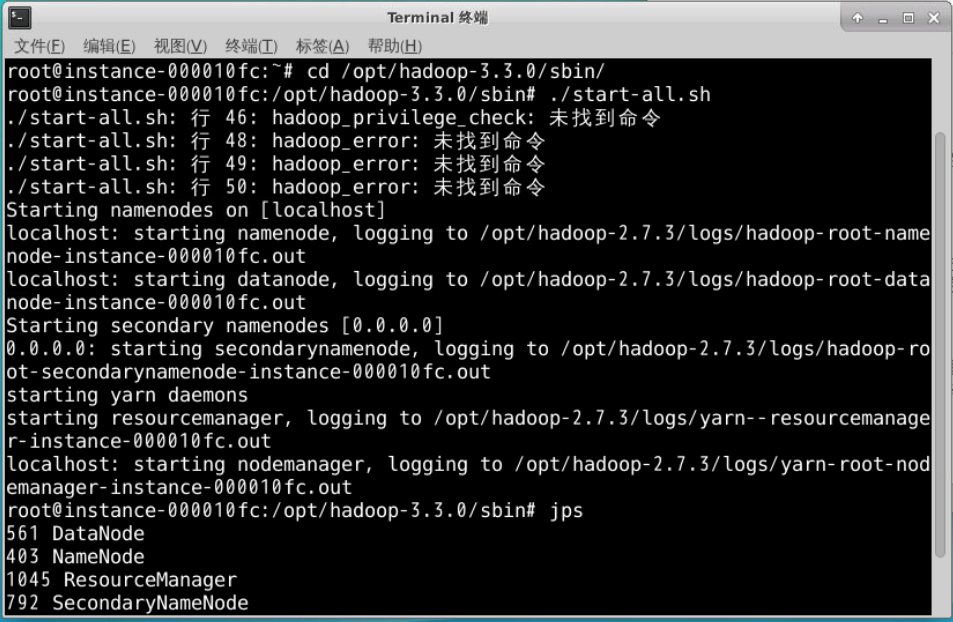 Terminal 终端
文件(F) 编辑(E) 视图(V) 终端(T) 标签(A) 帮助(H)
root@instance-000010fc:~# cd /opt/hadoop-3.3.0/sbin/
root@instance-000010fc:/opt/hadoop-3.3.0/sbin# ./start-all.sh
./start-all.sh: 行 46: hadoop_privilege_check: 未找到命令
./start-all.sh: 行 48: hadoop_error: 未找到命令
./start-all.sh: 行 49: hadoop_error: 未找到命令
./start-all.sh: 行 50: hadoop_error: 未找到命令
Starting namenodes on [localhost]
localhost: starting namenode, logging to /opt/hadoop-2.7.3/logs/hadoop-root-name
node-instance-000010fc.out
localhost: starting datanode, logging to /opt/hadoop-2.7.3/logs/hadoop-root-data
node-instance-000010fc.out
Starting secondary namenodes [0.0.0.0]
0.0.0.0: starting secondarynamenode, logging to /opt/hadoop-2.7.3/logs/hadoop-ro
ot-secondarynamenode-instance-000010fc.out
starting yarn daemons
starting resourcemanager, logging to /opt/hadoop-2.7.3/logs/yarn--resourcemanage
r-instance-000010fc.out
localhost: starting nodemanager, logging to /opt/hadoop-2.7.3/logs/yarn-root-nod
emanager-instance-000010fc.out
root@instance-000010fc:/opt/hadoop-3.3.0/sbin# jps
561 DataNode
403 NameNode
1045 ResourceManager
792 SecondaryNameNode